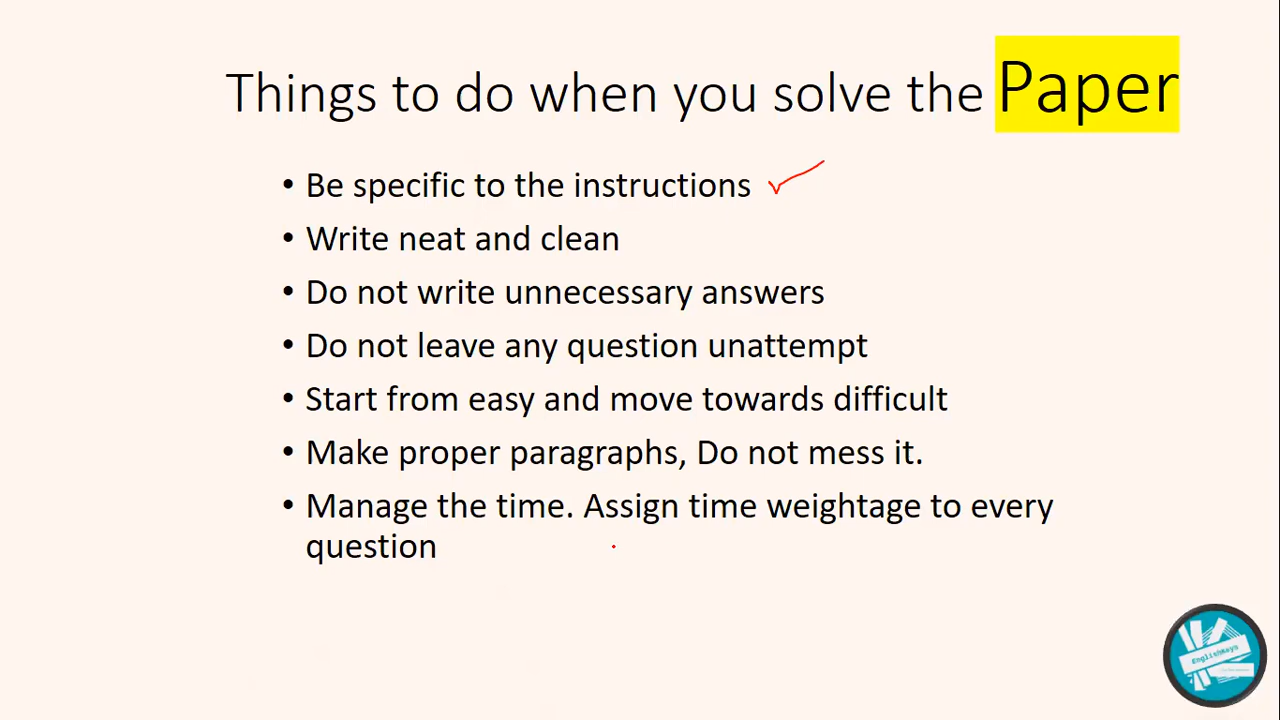 Things to do when you solve the Paper
• Be specific to the instructions
• Write neat and clean
• Do not write unnecessary answers
• Do not leave any question unattempt
• Start from easy and move towards difficult
• Make proper paragraphs, Do not mess it.
• Manage the time. Assign time weightage to every
question
EnglishWays